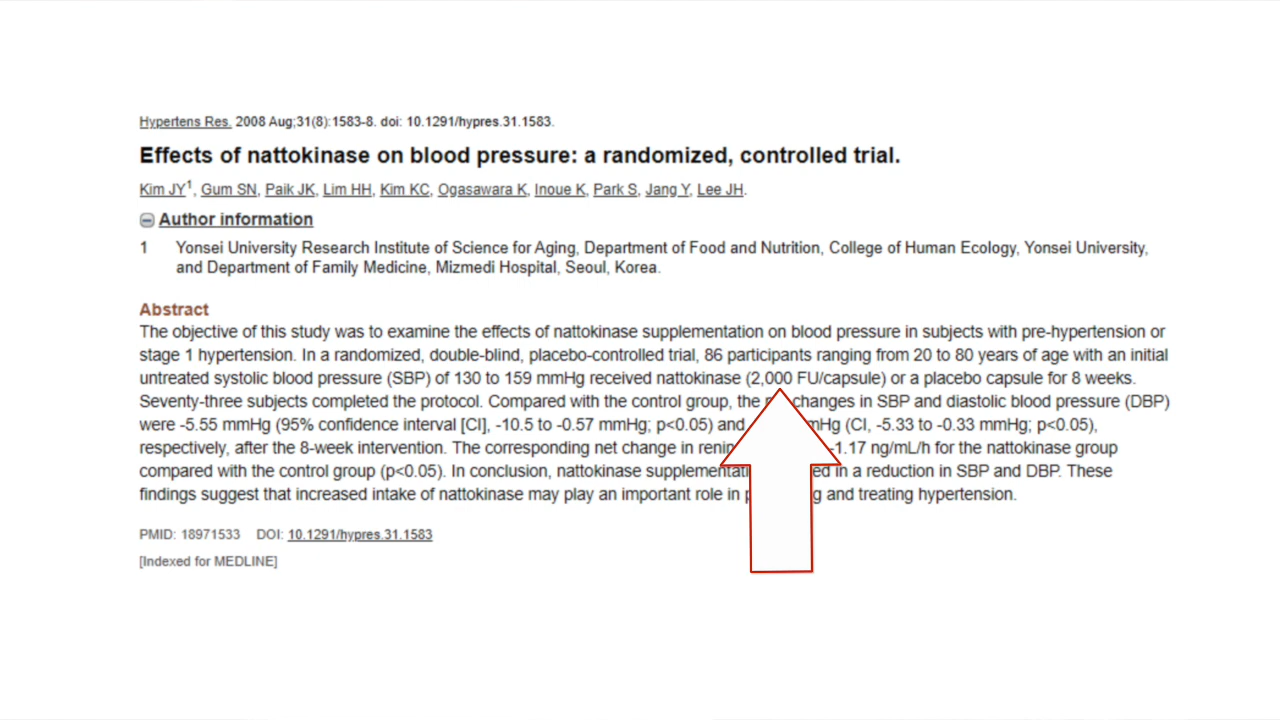 Hypertens Res. 2008 Aug;31(8):1583-8. doi: 10.1291/hypres.31.1583.
Effects of nattokinase on blood pressure: a randomized, controlled trial.
Kim JY1, Gum SN, Paik JK, Lim HH, Kim KC, Ogasawara K, Inoue K, Park S, Jang Y, Lee JH.
Author information
1 Yonsei University Research Institute of Science for Aging, Department of Food and Nutrition, College of Human Ecology, Yonsei University,
and Department of Family Medicine, Mizmedi Hospital, Seoul, Korea.
Abstract
The objective of this study was to examine the effects of nattokinase supplementation on blood pressure in subjects with pre-hypertension or
stage 1 hypertension. In a randomized, double-blind, placebo-controlled trial, 86 participants ranging from 20 to 80 years of age with an initial
untreated systolic blood pressure (SBP) of 130 to 159 mmHg received nattokinase (2,000 FU/capsule) or a placebo capsule for 8 weeks.
Seventy-three subjects completed the protocol. Compared with the control group, the changes in SBP and diastolic blood pressure (DBP)
were -5.55 mmHg (95% confidence interval [CI], -10.5 to -0.57 mmHg; p<0.05) and (CI, -5.33 to -0.33 mmHg; p<0.05),
respectively, after the 8-week intervention. The corresponding net change in -1.17 ng/mL/h for the nattokinase group
compared with the control group (p<0.05). In conclusion, nattokinase in a reduction in SBP and DBP. These
findings suggest that increased intake of nattokinase may play an important role in and treating hypertension.
PMID: 18971533 DOI: 10.1291/hypres.31.1583
[Indexed for MEDLINE]